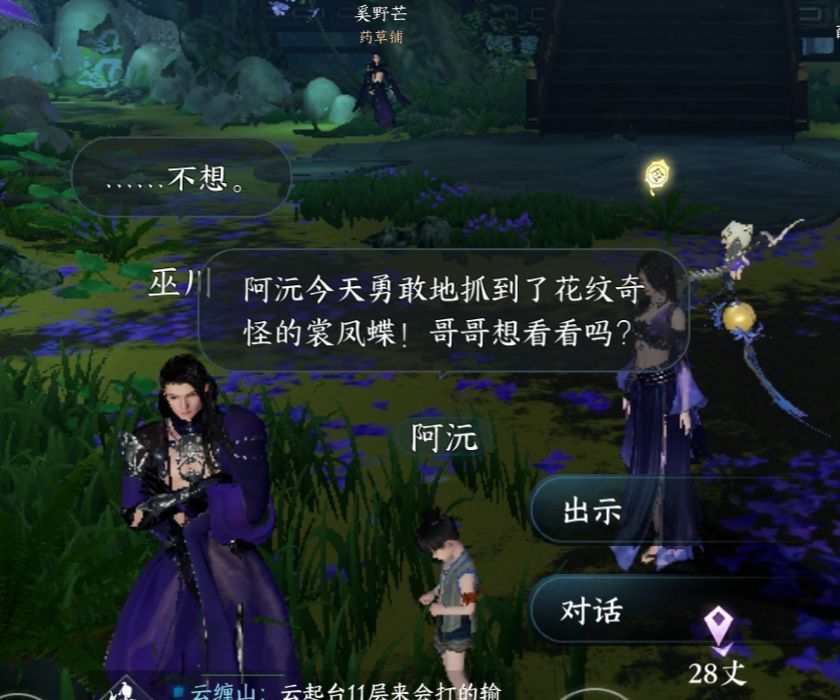 奚野芒
药草铺
......不想。
巫川
阿沅今天勇敢地抓到了花纹奇
怪的裳凤蝶！哥哥想看看吗？
阿沅
出示
对话
28丈
云缠山：云起台11层来会打的输